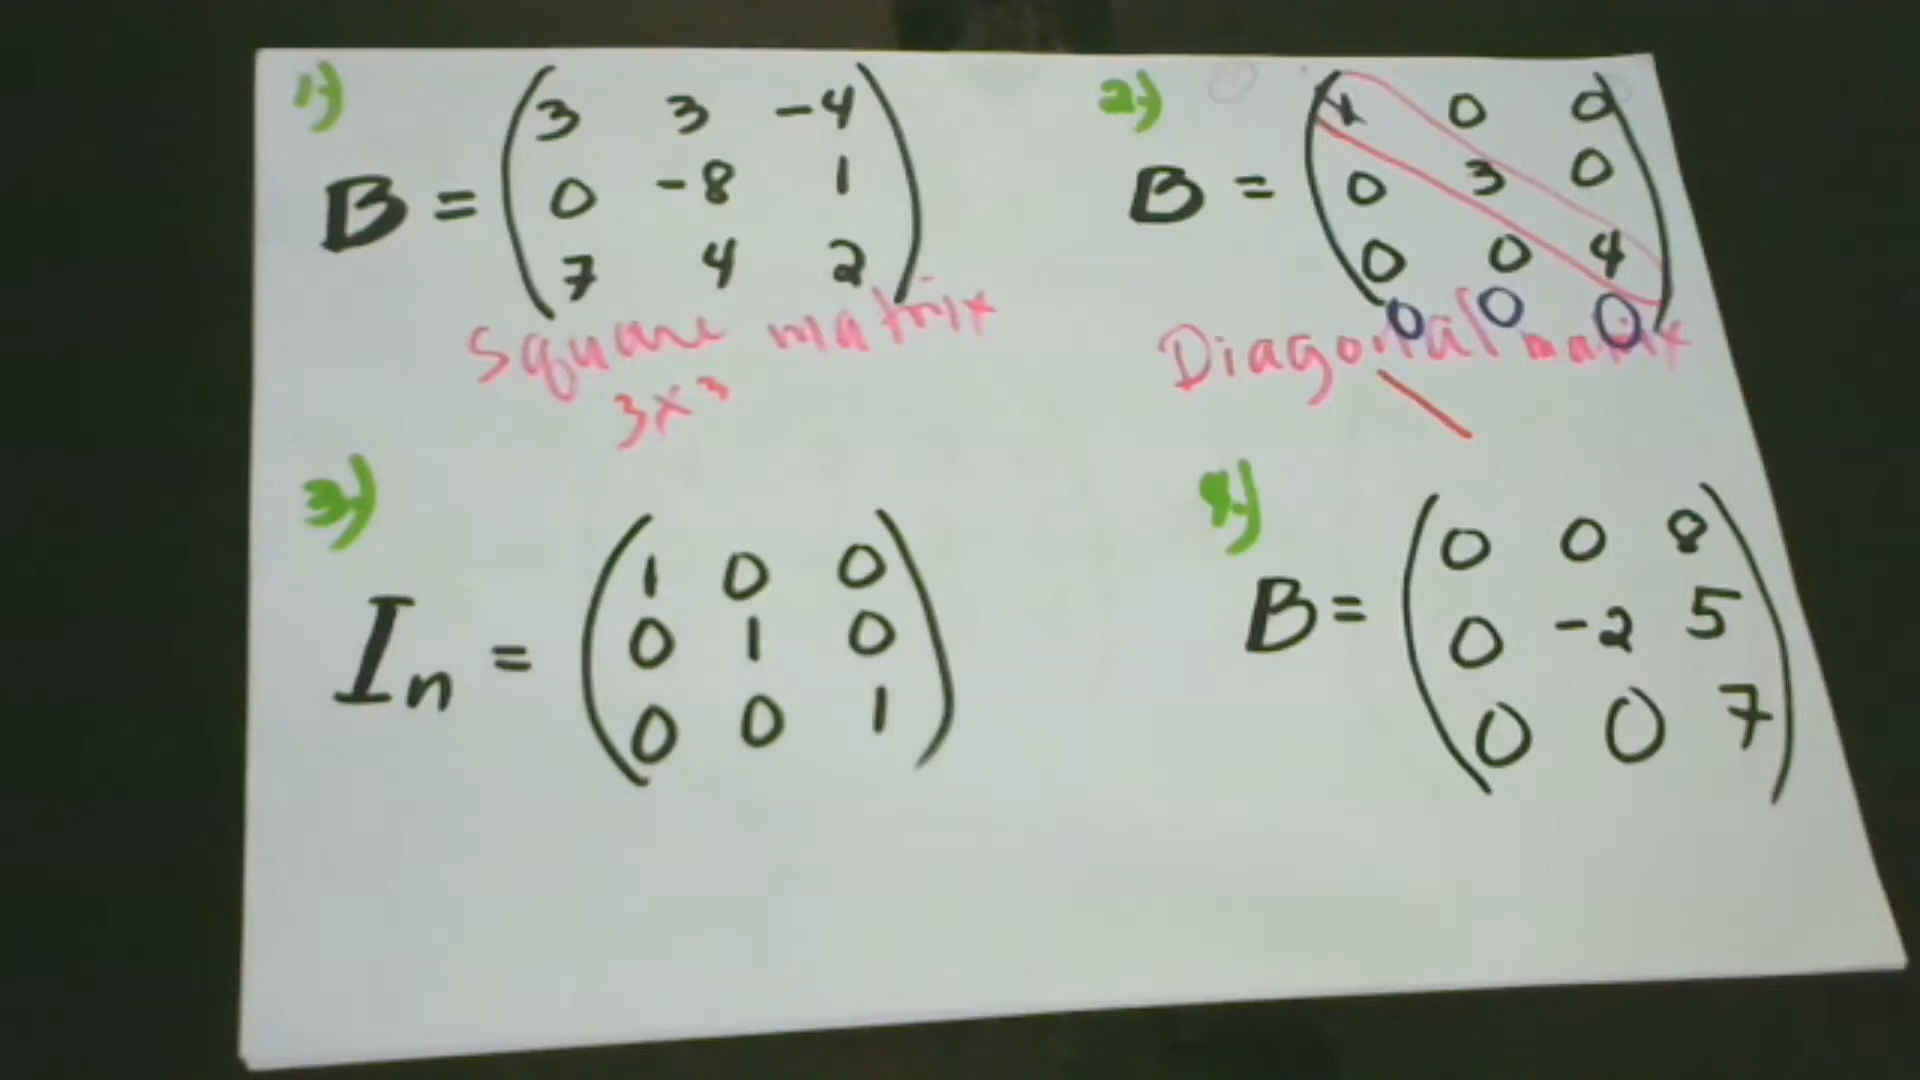 1)
B = ( 3 3 -4
0 -8 1
7 4 2 )
Square matrix
3x3
2)
B = ( x 0 0
0 3 0
0 0 4
0 0 0 )
Diagonal matrix
3)
In = ( 1 0 0
0 1 0
0 0 1 )
B = ( 0 0 8
0 -2 5
0 0 7 )